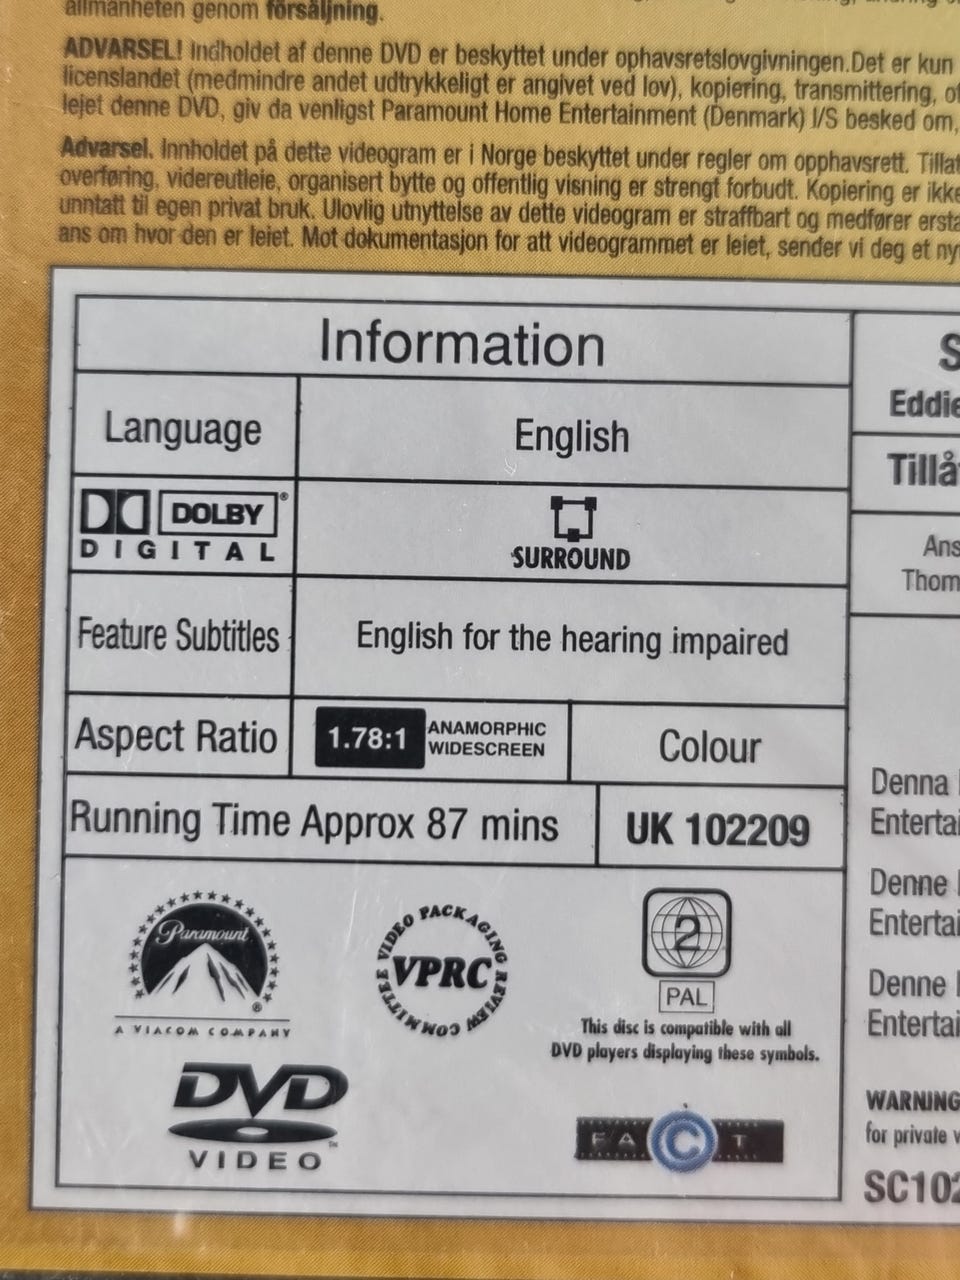 allmänheten genom försäljning.
ADVARSEL! Indholdet af denne DVD er beskyttet under ophavsretslovgivningen.Det er kun
licenslandet (medmindre andet udtrykkeligt er angivet ved lov), kopiering, transmittering,
lejet denne DVD, giv da venligst Paramount Home Entertainment (Denmark) I/S besked om,
Advarsel. Innholdet på dette videogram er i Norge beskyttet under regler om opphavsrett.
overføring, videreutleie, organisert bytte og offentlig visning er strengt forbudt. Kopiering er ikke
unntatt til egen privat bruk. Ulovlig utnyttelse av dette videogram er straffbart og medfører
ans om hvor den er leiet. Mot dokumentasjon for att videogrammet er leiet, sender vi deg et
Information
Language English
DOLBY®
DIGITAL
SURROUND
Feature Subtitles English for the hearing impaired
Aspect Ratio 1.78:1 ANAMORPHIC
WIDESCREEN
Colour
Running Time Approx 87 mins UK 102209
Paramount®
A VIACOM COMPANY
VIDEO PACKAGING REVIEW COMMITTEE
VPRC
2
PAL
This disc is compatible with all
DVD players displaying these symbols.
DVD™
VIDEO
FACT
S
Eddie
Tillå
Ans
Thom
Denna
Entertai
Denne
Entertai
Denne
Entertai
WARNING
for private
SC102